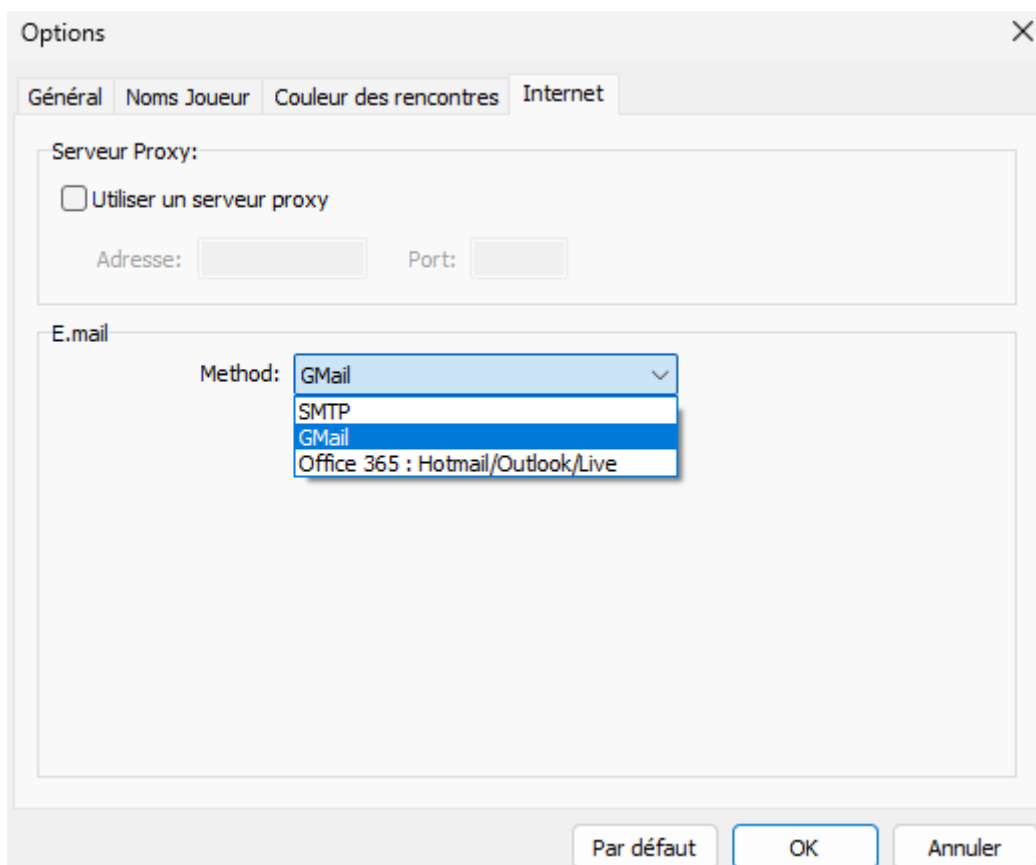 Options
Général Noms Joueur Couleur des rencontres Internet
Serveur Proxy:
Utiliser un serveur proxy
Adresse: Port:
E.mail
Method: GMail
SMTP
GMail
Office 365 : Hotmail/Outlook/Live
Par défaut OK Annuler